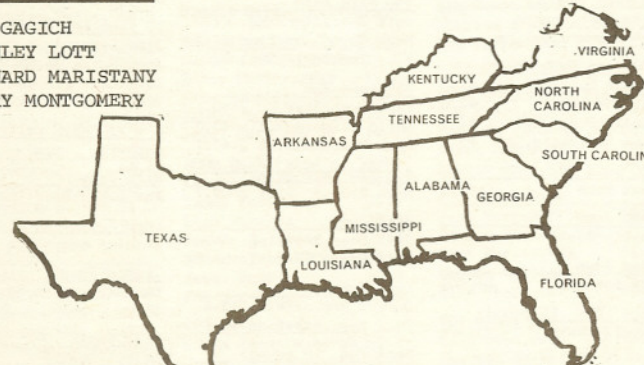 GAGICH
LEY LOTT
ARD MARISTANY
Y MONTGOMERY
VIRGINIA
KENTUCKY
NORTH
CAROLINA
TENNESSEE
ARKANSAS
SOUTH CAROLIN
ALABAMA
GEORGIA
MISSISSIPPI
TEXAS
LOUISIANA
FLORIDA